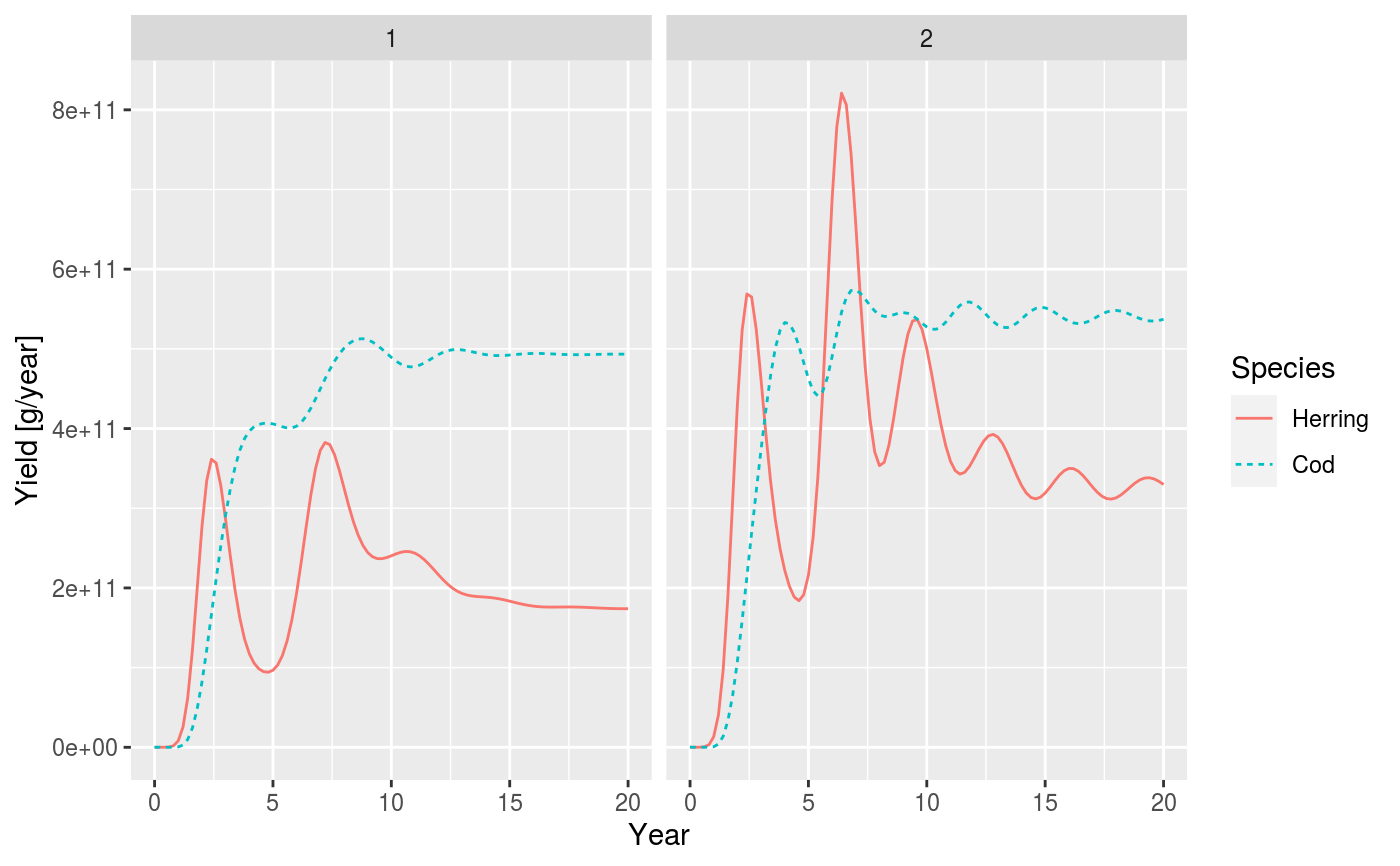 1
2
8e+11
6e+11
4e+11
2e+11
0e+00
Yield [g/year]
0 5 10 15 20
0 5 10 15 20
Year
Species
Herring
Cod